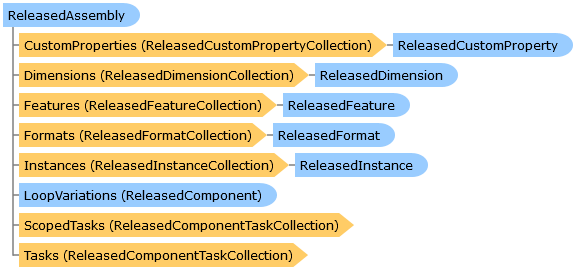 ReleasedAssembly
CustomProperties (ReleasedCustomPropertyCollection) ReleasedCustomProperty
Dimensions (ReleasedDimensionCollection) ReleasedDimension
Features (ReleasedFeatureCollection) ReleasedFeature
Formats (ReleasedFormatCollection) ReleasedFormat
Instances (ReleasedInstanceCollection) ReleasedInstance
LoopVariations (ReleasedComponent)
ScopedTasks (ReleasedComponentTaskCollection)
Tasks (ReleasedComponentTaskCollection)